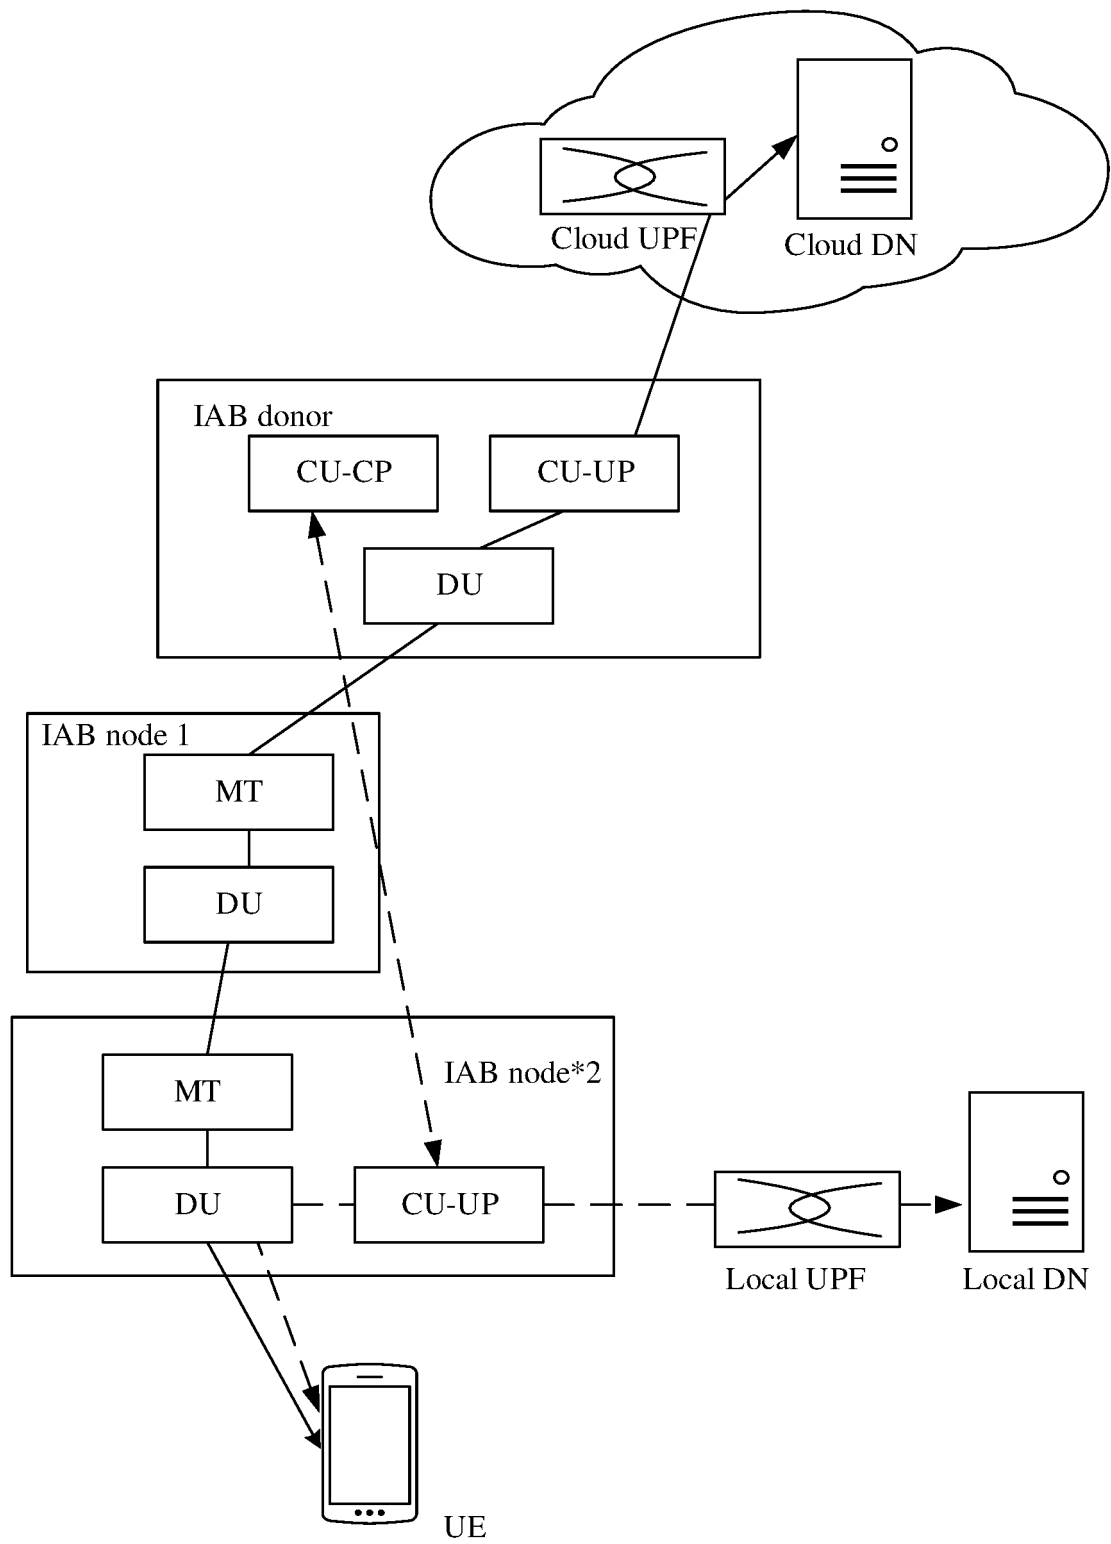 Cloud UPF
Cloud DN
IAB donor
CU-CP
CU-UP
DU
IAB node 1
MT
DU
IAB node*2
MT
DU
CU-UP
Local UPF
Local DN
UE